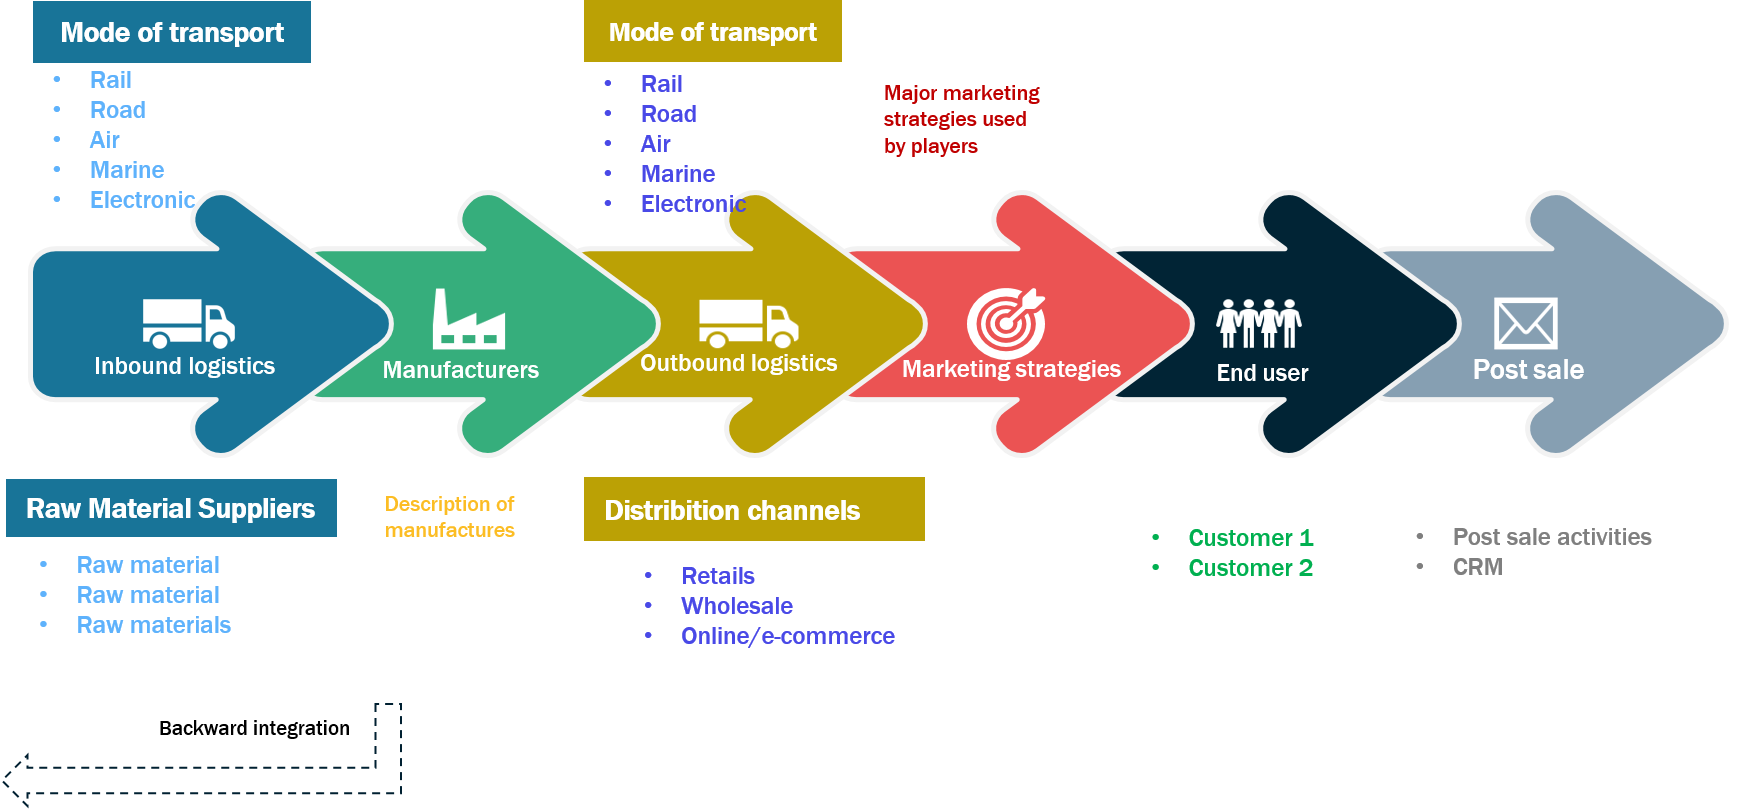 Mode of transport
• Rail
• Road
• Air
• Marine
• Electronic
Mode of transport
• Rail
• Road
• Air
• Marine
• Electronic
Major marketing
strategies used
by players
Inbound logistics
Manufacturers
Outbound logistics
Marketing strategies
End user
Post sale
Raw Material Suppliers
• Raw material
• Raw material
• Raw materials
Description of
manufactures
Distribition channels
• Retails
• Wholesale
• Online/e-commerce
• Customer 1
• Customer 2
• Post sale activities
• CRM
Backward integration